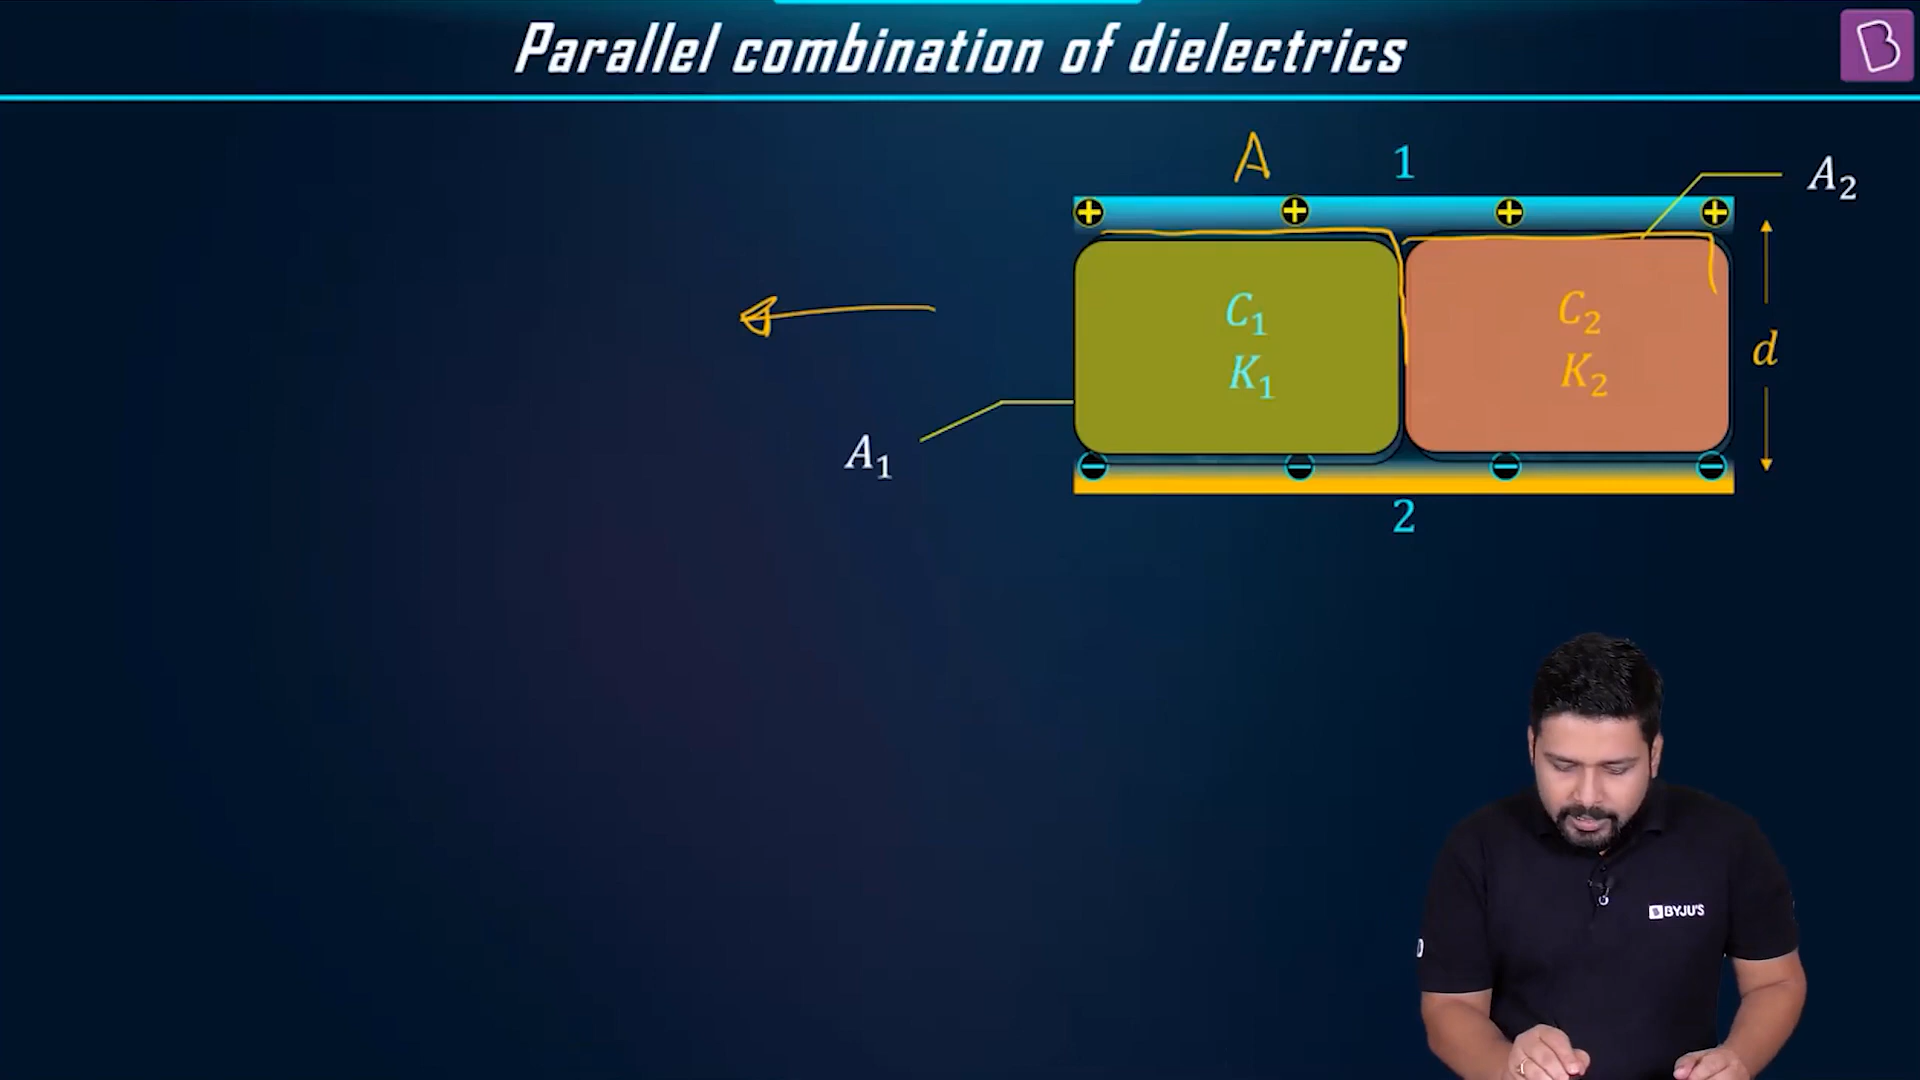 Parallel combination of dielectrics
B
A
1
A₂
+ + + +
C₁
C₂
K₁
K₂
d
A₁
− − − −
2
BYJU'S